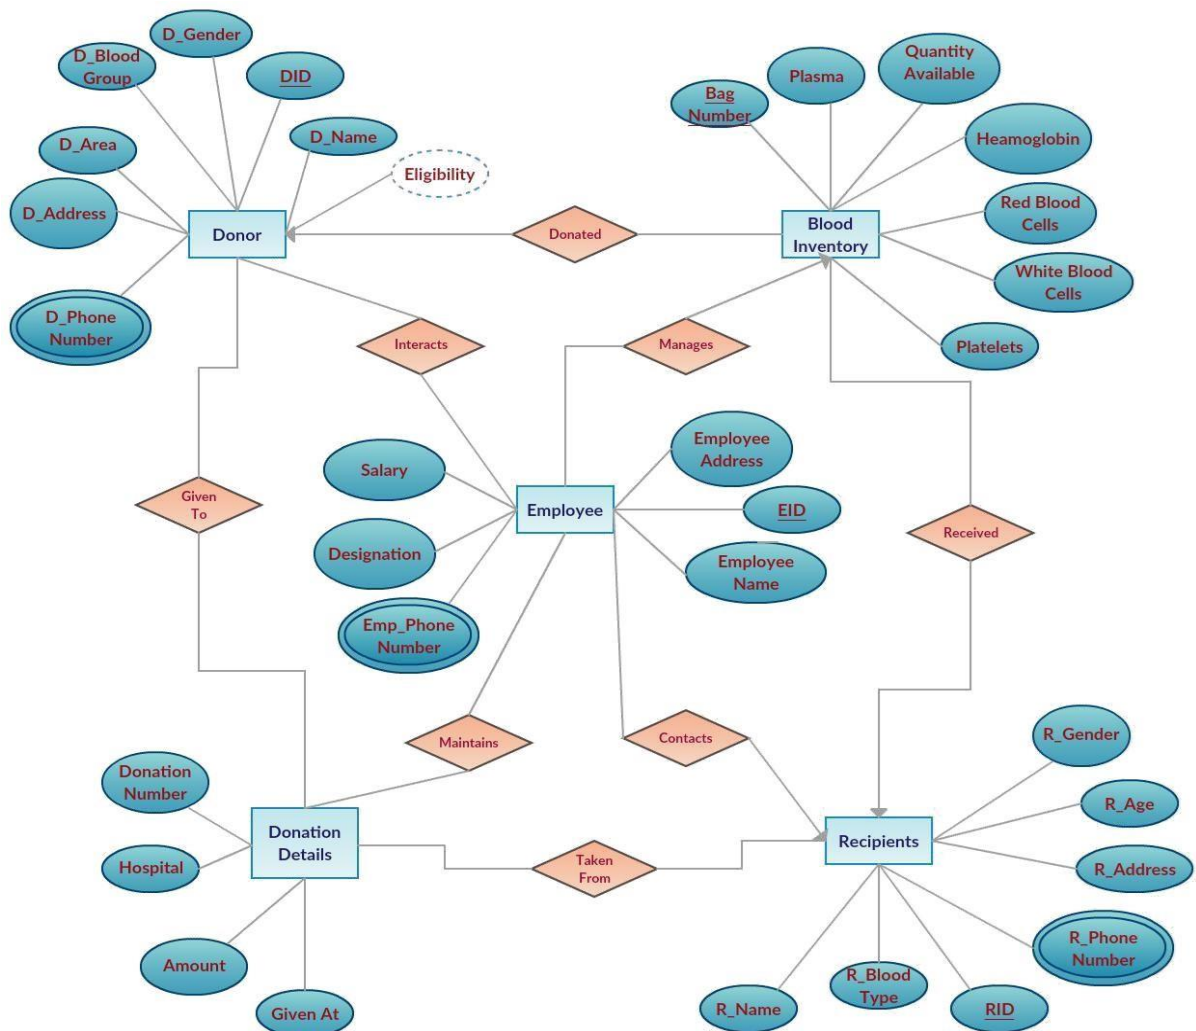 D_Gender
D_Blood
Group
DID
D_Name
D_Area
Eligibility
D_Address
Donor
D_Phone
Number
Donated
Bag
Number
Plasma
Quantity
Available
Heamoglobin
Red Blood
Cells
Blood
Inventory
White Blood
Cells
Platelets
Interacts
Manages
Salary
Employee
Address
Given
To
Employee
EID
Received
Designation
Employee
Name
Emp_Phone
Number
Maintains
Contacts
Donation
Number
Donation
Details
Hospital
Amount
Given At
Taken
From
Recipients
R_Gender
R_Age
R_Address
R_Phone
Number
R_Name
R_Blood
Type
RID